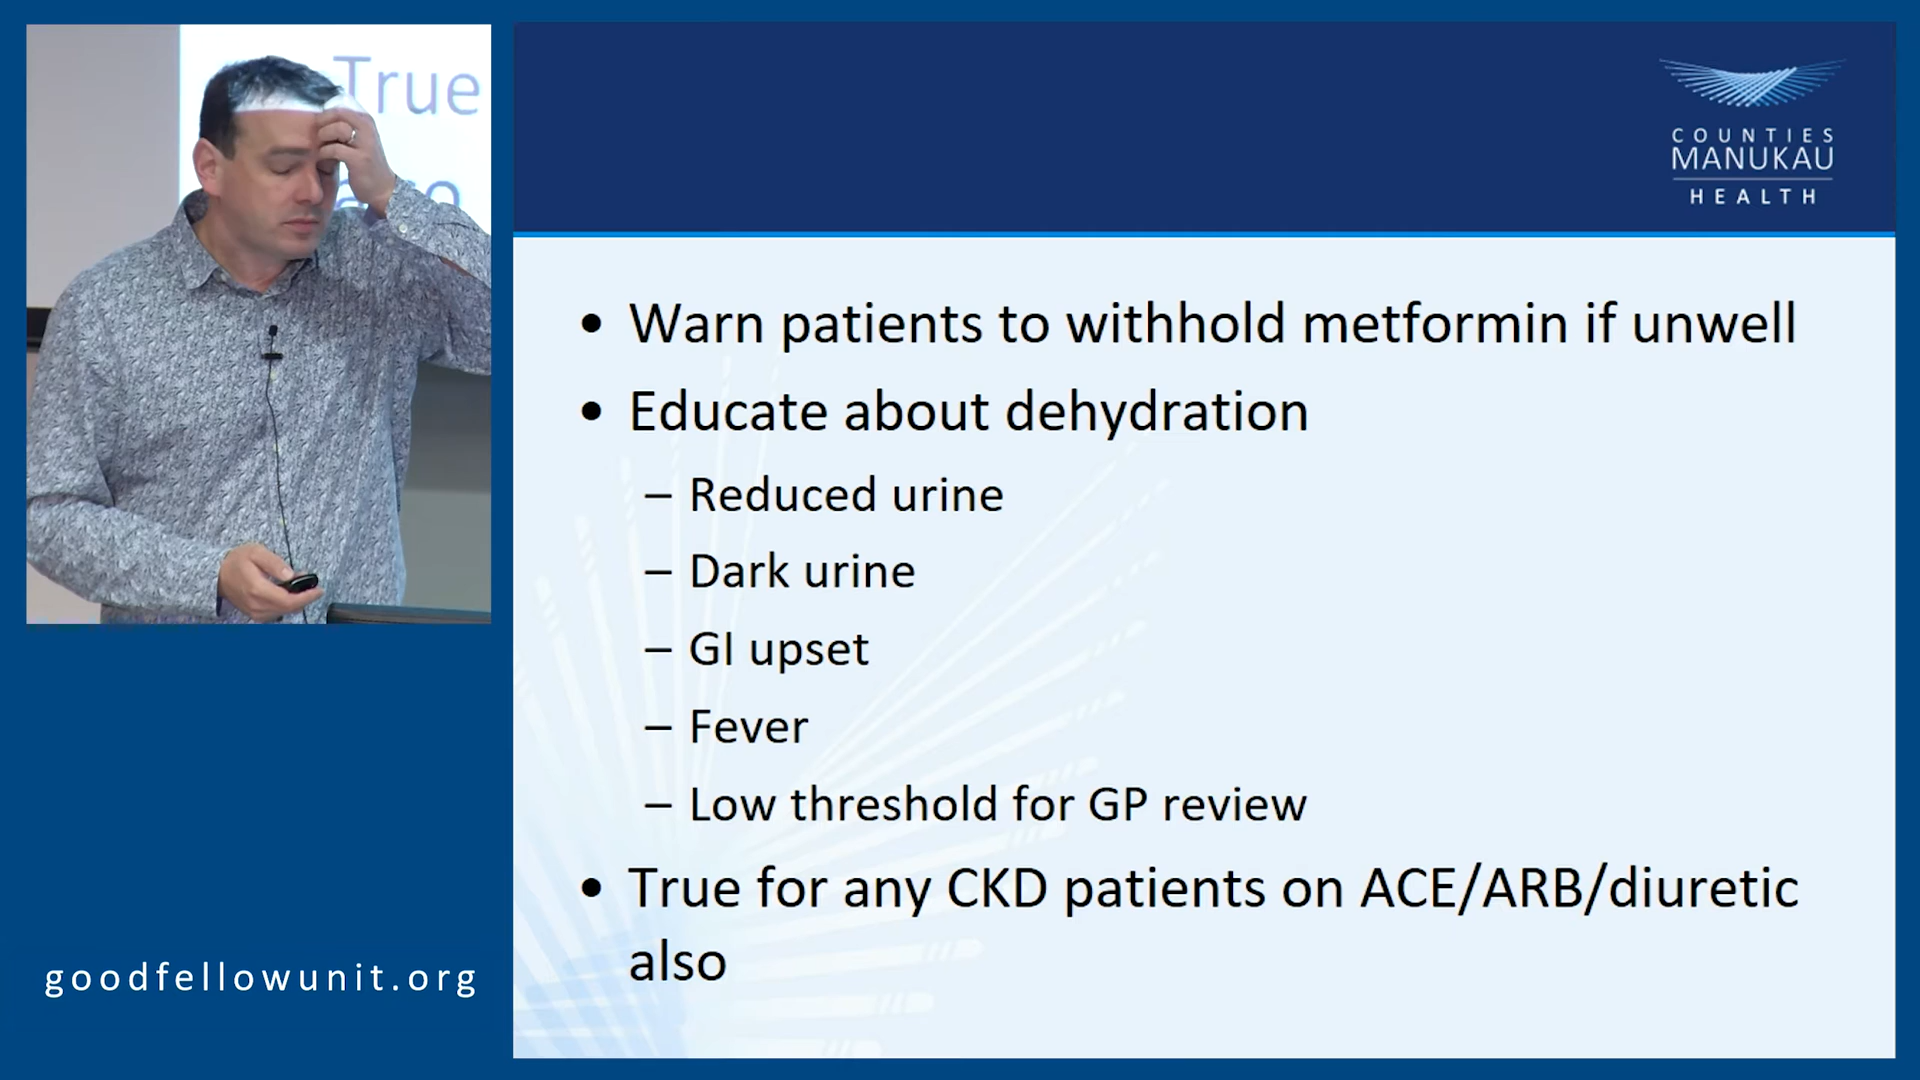 True
COUNTIES
MANUKAU
HEALTH
• Warn patients to withhold metformin if unwell
• Educate about dehydration
– Reduced urine
– Dark urine
– GI upset
– Fever
– Low threshold for GP review
• True for any CKD patients on ACE/ARB/diuretic
also
goodfellowunit.org